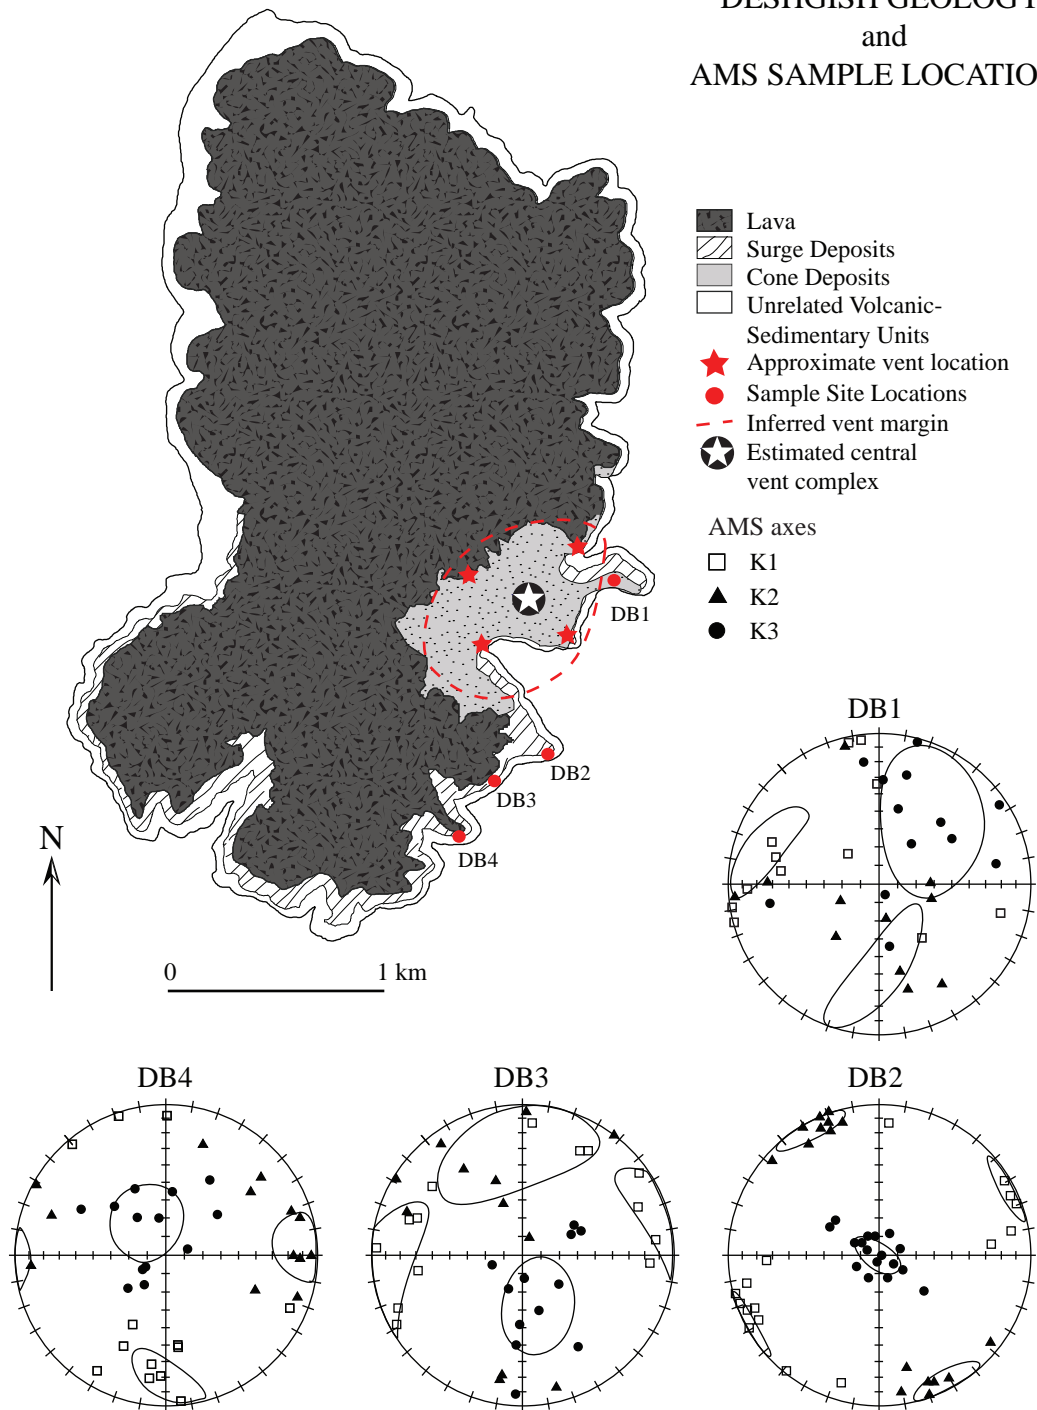 DESHGISH GEOLOGY
and
AMS SAMPLE LOCATIO
Lava
Surge Deposits
Cone Deposits
Unrelated Volcanic-
Sedimentary Units
Approximate vent location
Sample Site Locations
Inferred vent margin
Estimated central
vent complex
AMS axes
K1
K2
K3
DB1
DB2
DB3
DB4
N
0 1 km
DB1
DB4
DB3
DB2